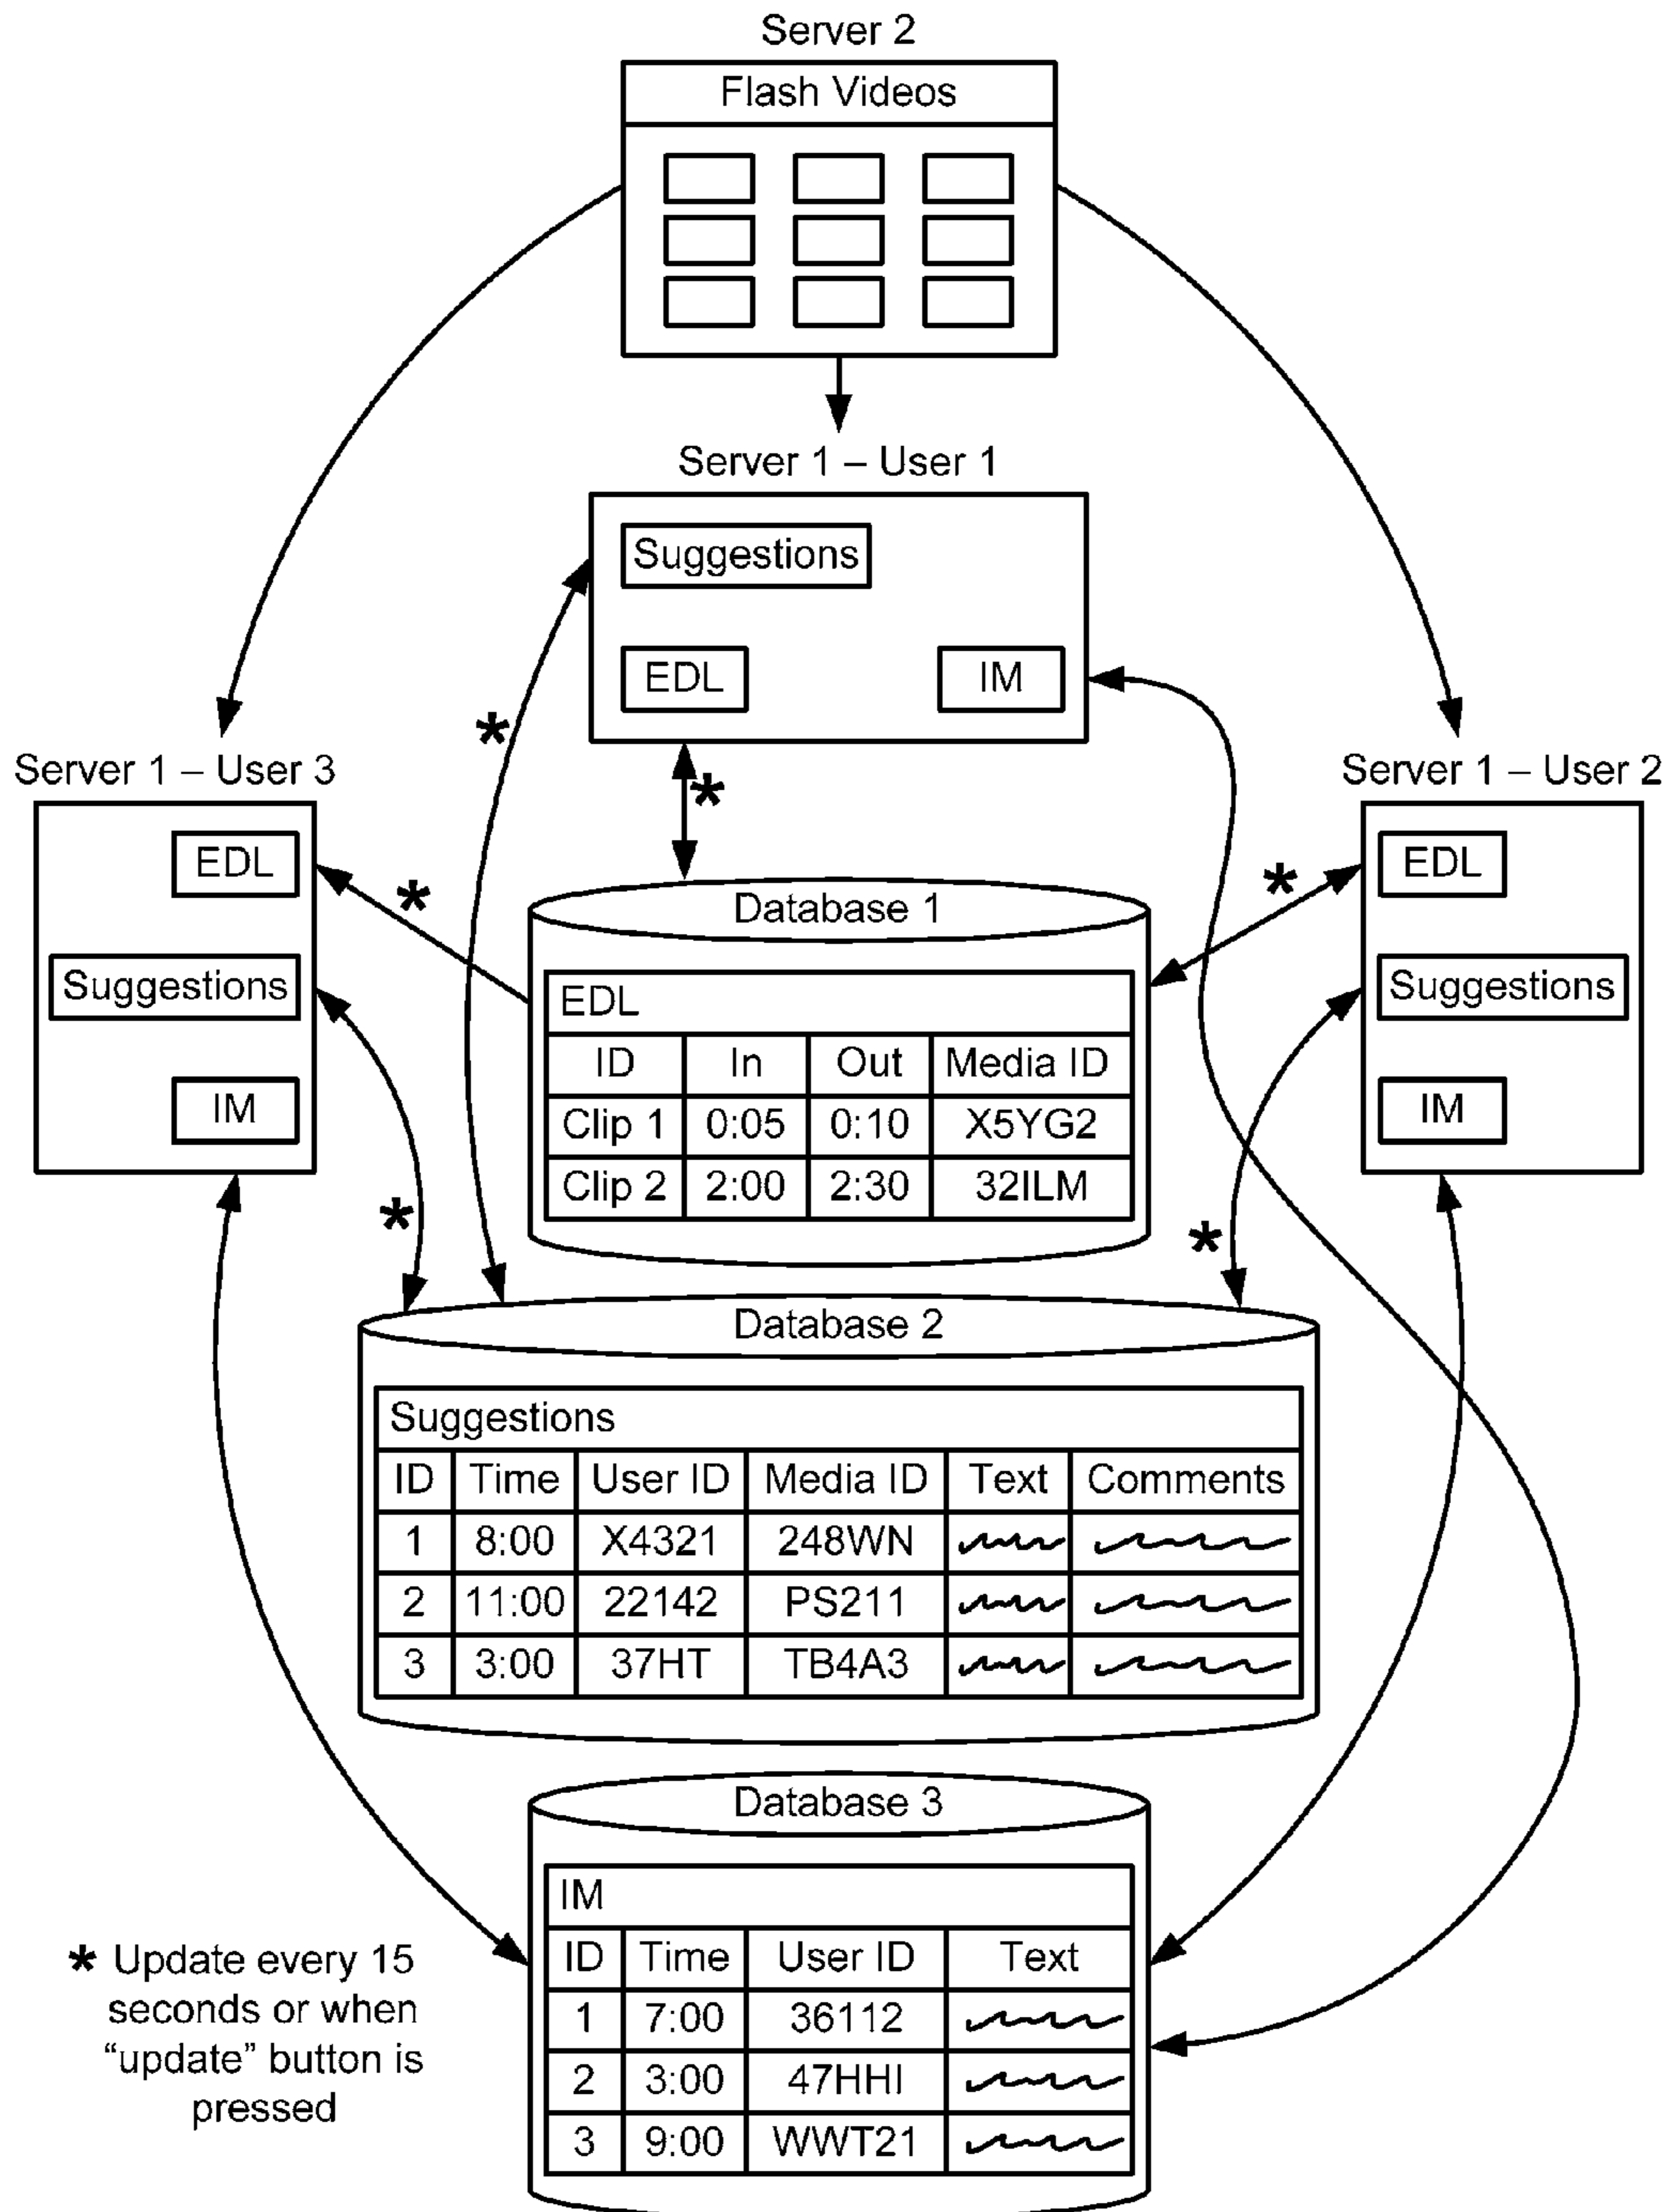 Server 2
Flash Videos
Server 1 – User 1
Suggestions
EDL
IM
*
*
Server 1 – User 3
EDL
Suggestions
IM
*
*
Server 1 – User 2
EDL
Suggestions
IM
*
*
Database 1
EDL
ID In Out Media ID
Clip 1 0:05 0:10 X5YG2
Clip 2 2:00 2:30 32ILM
Database 2
Suggestions
ID Time User ID Media ID Text Comments
1 8:00 X4321 248WN
2 11:00 22142 PS211
3 3:00 37HT TB4A3
Database 3
IM
ID Time User ID Text
1 7:00 36112
2 3:00 47HHI
3 9:00 WWT21
* Update every 15
seconds or when
“update” button is
pressed